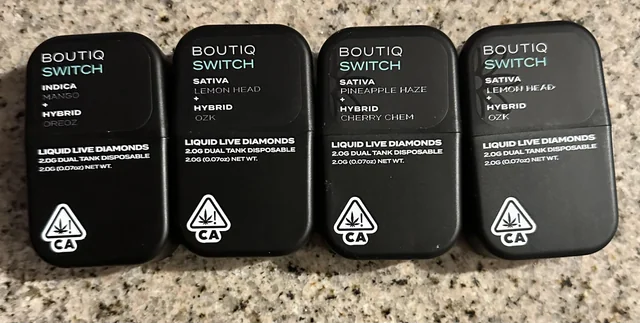 BOUTIQ
SWITCH
INDICA
MANGO
+
HYBRID
OREOZ
LIQUID LIVE DIAMONDS
2.0G DUAL TANK DISPOSABLE
2.0G (0.07oz) NET WT.
CA
BOUTIQ
SWITCH
SATIVA
LEMON HEAD
+
HYBRID
OZK
LIQUID LIVE DIAMONDS
2.0G DUAL TANK DISPOSABLE
2.0G (0.07oz) NET WT.
!
CA
BOUTIQ
SWITCH
SATIVA
PINEAPPLE HAZE
+
HYBRID
CHERRY CHEM
LIQUID LIVE DIAMONDS
2.0G DUAL TANK DISPOSABLE
2.0G (0.07oz) NET WT.
!
CA
BOUTIQ
SWITCH
SATIVA
LEMON HEAD
+
HYBRID
OZK
LIQUID LIVE DIAMONDS
2.0G DUAL TANK DISPOSABLE
2.0G (0.07oz) NET WT.
!
CA